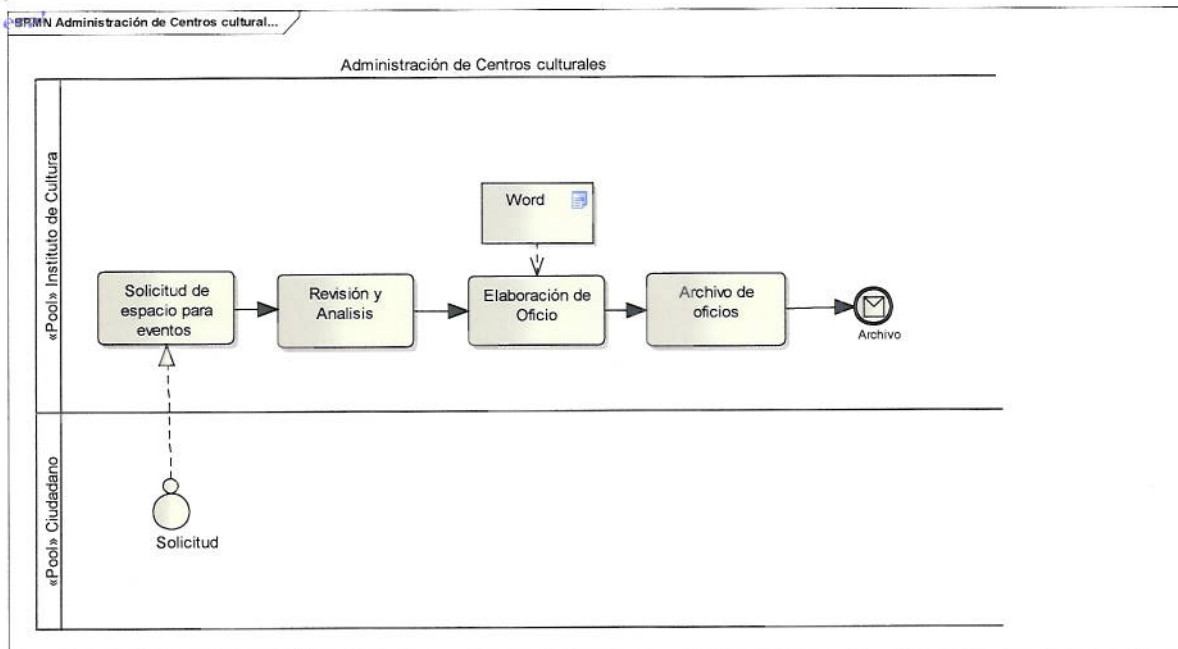 BPMN Administración de Centros cultural...
Administración de Centros culturales
«Pool» Instituto de Cultura
Word
Solicitud de
espacio para
eventos
Revisión y
Analisis
Elaboración de
Oficio
Archivo de
oficios
Archivo
«Pool» Ciudadano
Solicitud